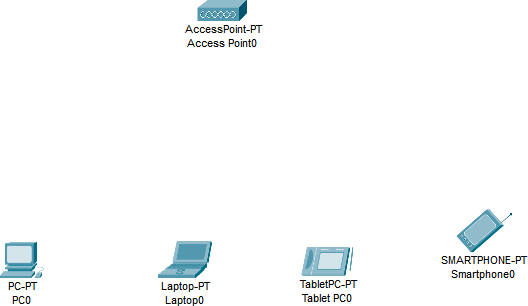 AccessPoint-PT
Access Point0
SMARTPHONE-PT
Smartphone0
PC-PT
PC0
Laptop-PT
Laptop0
TabletPC-PT
Tablet PC0